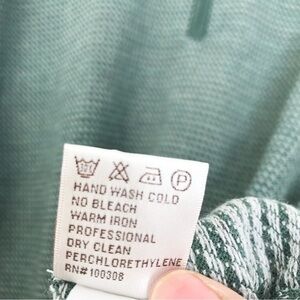 HAND WASH COLD
NO BLEACH
WARM IRON
PROFESSIONAL
DRY CLEAN
PERCHLORETHYLENE
RN#100308